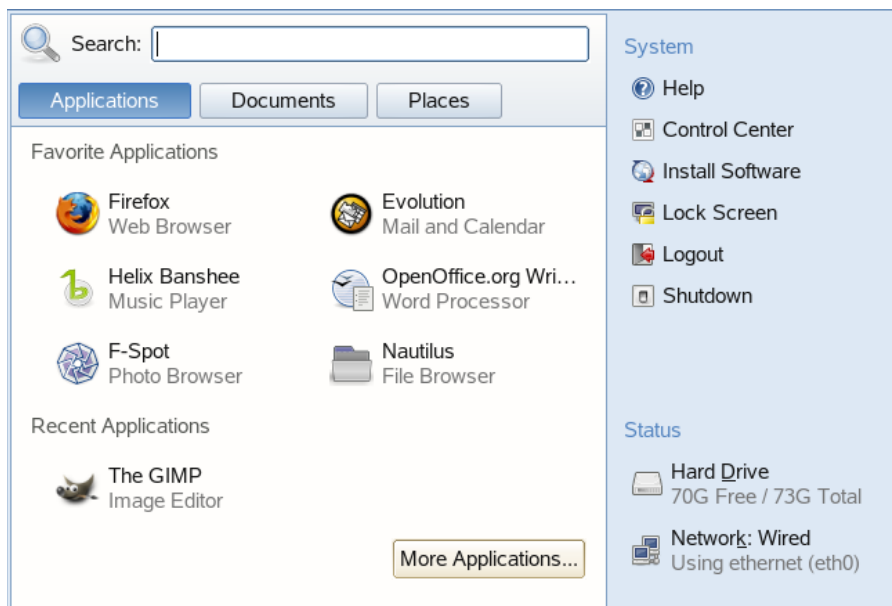 Search:
Applications
Documents
Places
Favorite Applications
Firefox
Web Browser
Evolution
Mail and Calendar
Helix Banshee
Music Player
OpenOffice.org Wri...
Word Processor
F-Spot
Photo Browser
Nautilus
File Browser
Recent Applications
The GIMP
Image Editor
More Applications...
System
Help
Control Center
Install Software
Lock Screen
Logout
Shutdown
Status
Hard Drive
70G Free / 73G Total
Network: Wired
Using ethernet (eth0)